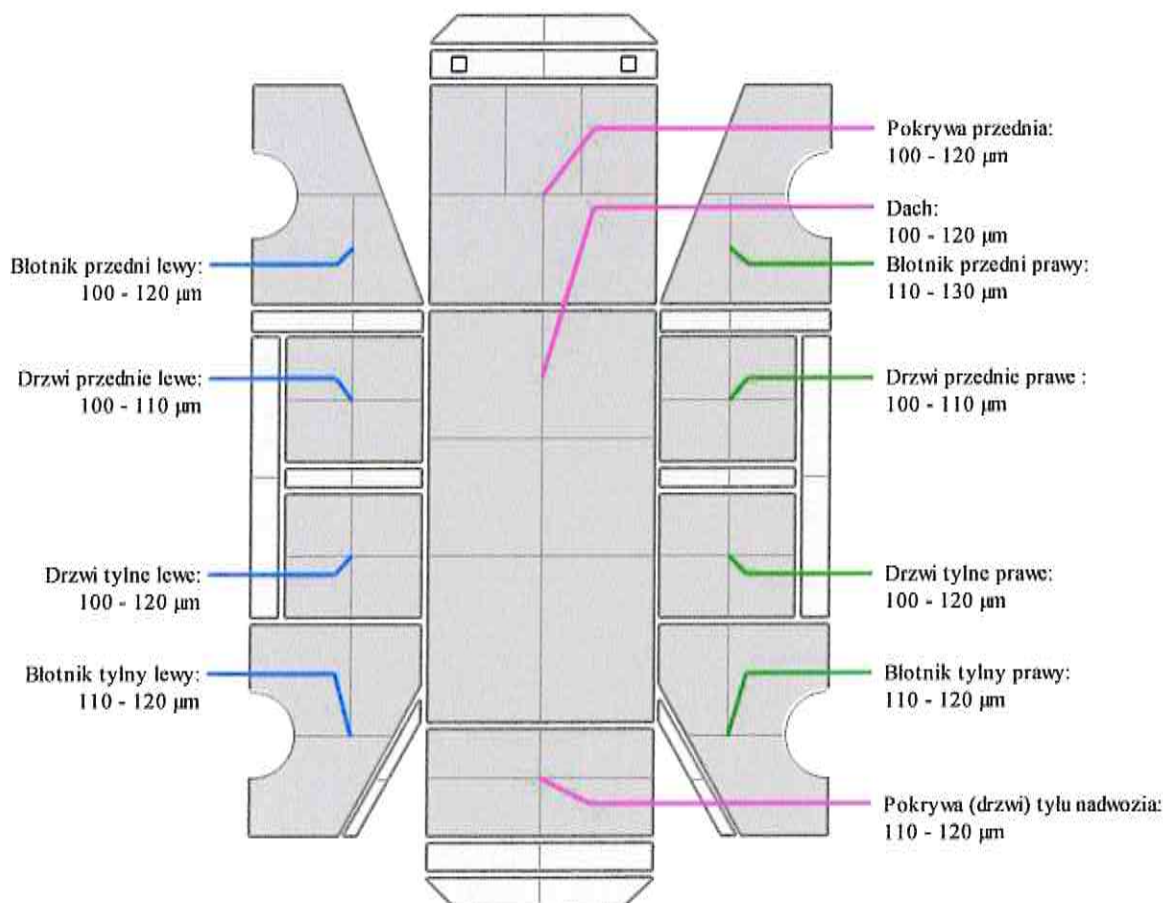 Pokrywa przednia:
100 - 120 µm
Dach:
100 - 120 µm
Błotnik przedni lewy:
100 - 120 µm
Błotnik przedni prawy:
110 - 130 µm
Drzwi przednie lewe:
100 - 110 µm
Drzwi przednie prawe :
100 - 110 µm
Drzwi tylne lewe:
100 - 120 µm
Drzwi tylne prawe:
100 - 120 µm
Błotnik tylny lewy:
110 - 120 µm
Błotnik tylny prawy:
110 - 120 µm
Pokrywa (drzwi) tyłu nadwozia:
110 - 120 µm